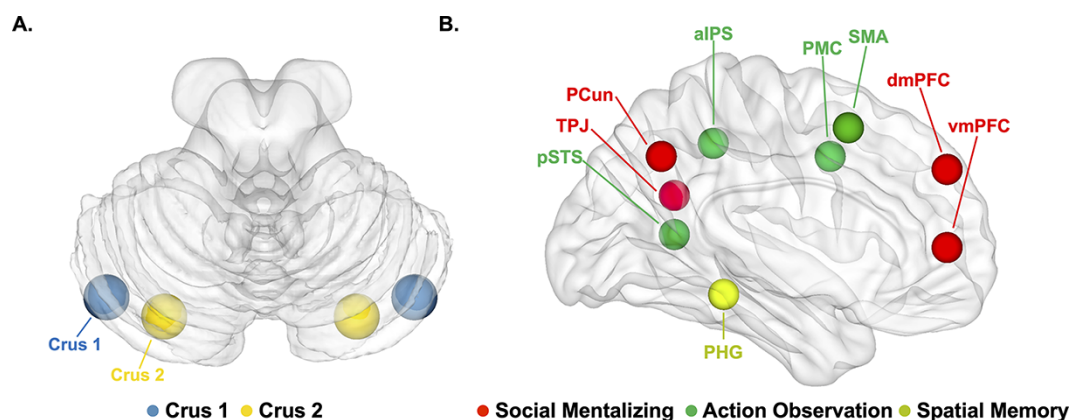 A.
B.
aIPS
SMA
PMC
dmPFC
PCun
TPJ
vmPFC
pSTS
Crus 1
PHG
Crus 2
Crus 1 Crus 2
Social Mentalizing Action Observation Spatial Memory